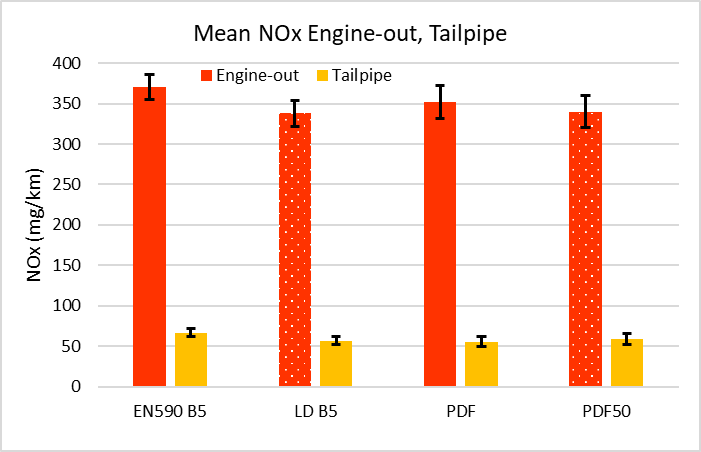 Mean NOx Engine-out, Tailpipe
Engine-out Tailpipe
NOx (mg/km)
400
350
300
250
200
150
100
50
0
EN590 B5 LD B5 PDF PDF50